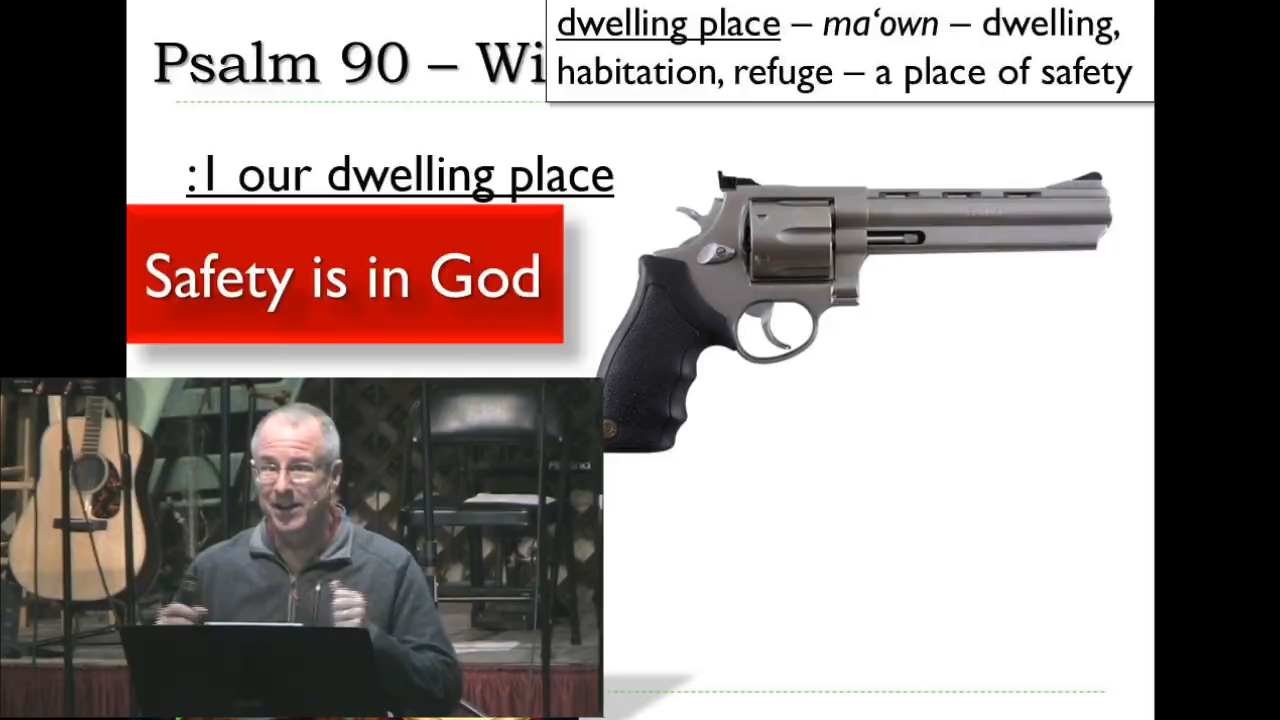 dwelling place – ma‘own – dwelling,
habitation, refuge – a place of safety
Psalm 90 – Wi
:1 our dwelling place
Safety is in God